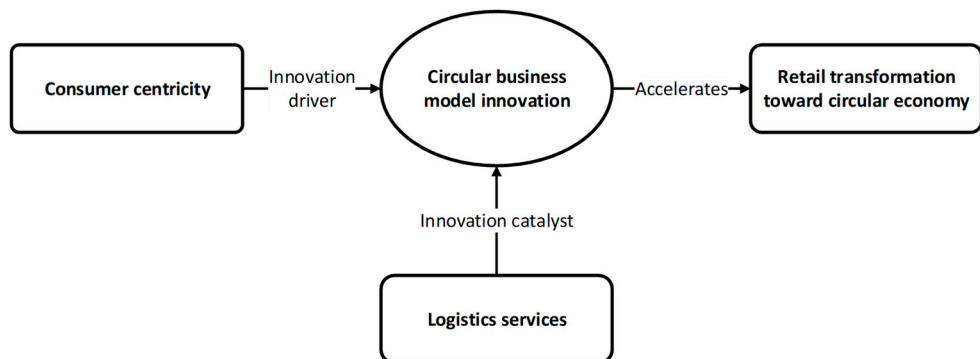 Consumer centricity
Innovation
driver
Circular business
model innovation
Accelerates
Retail transformation
toward circular economy
Innovation catalyst
Logistics services